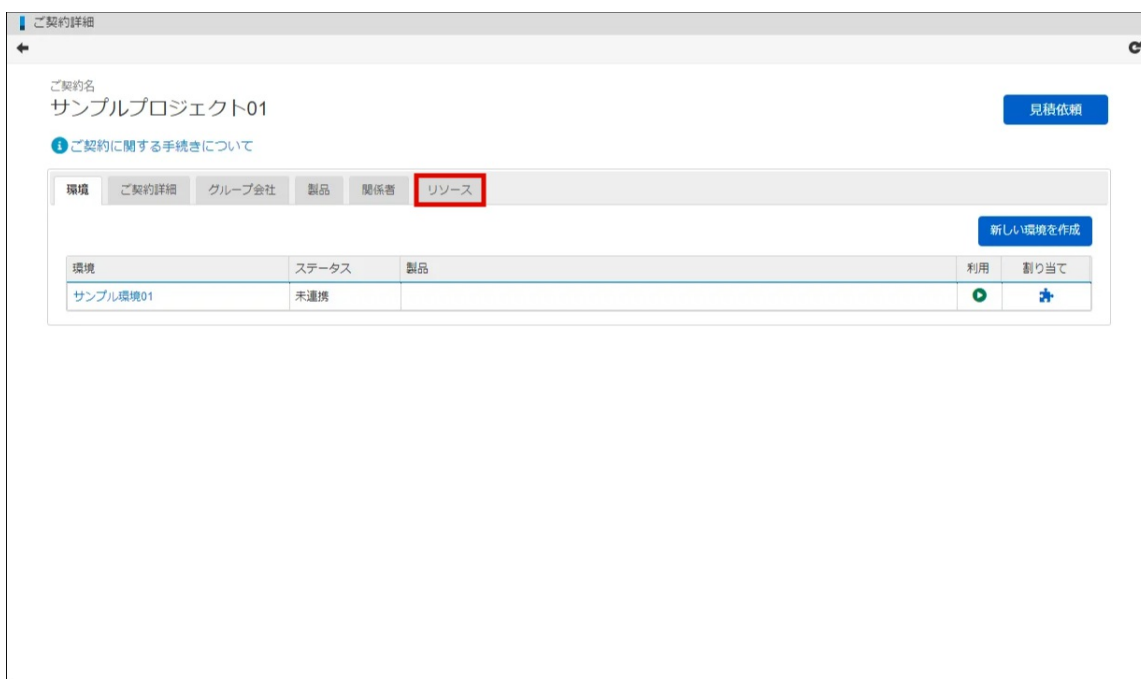 ご契約詳細
ご契約名
サンプルプロジェクト01
見積依頼
ご契約に関する手続きについて
環境 ご契約詳細 グループ会社 製品 関係者 リソース
新しい環境を作成
環境 ステータス 製品 利用 割り当て
サンプル環境01 未連携